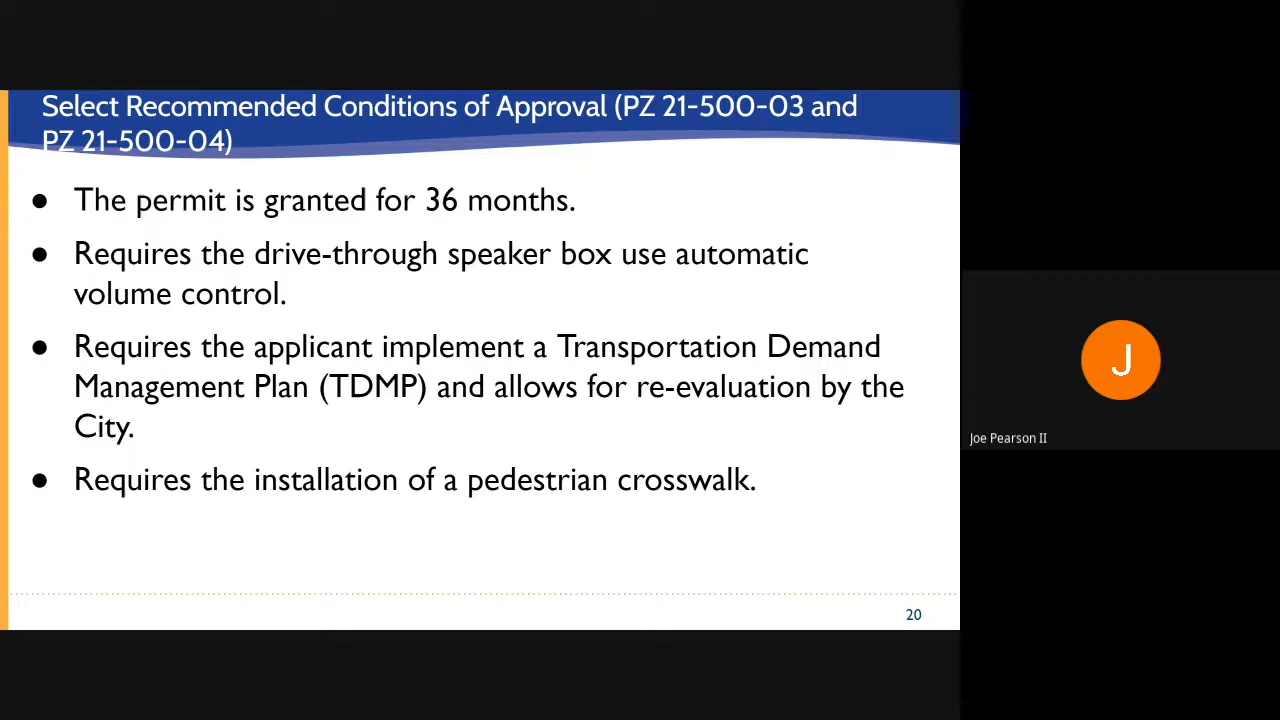 Select Recommended Conditions of Approval (PZ 21-500-03 and
PZ 21-500-04)
● The permit is granted for 36 months.
● Requires the drive-through speaker box use automatic
volume control.
● Requires the applicant implement a Transportation Demand
Management Plan (TDMP) and allows for re-evaluation by the
City.
● Requires the installation of a pedestrian crosswalk.
20
J
Joe Pearson II